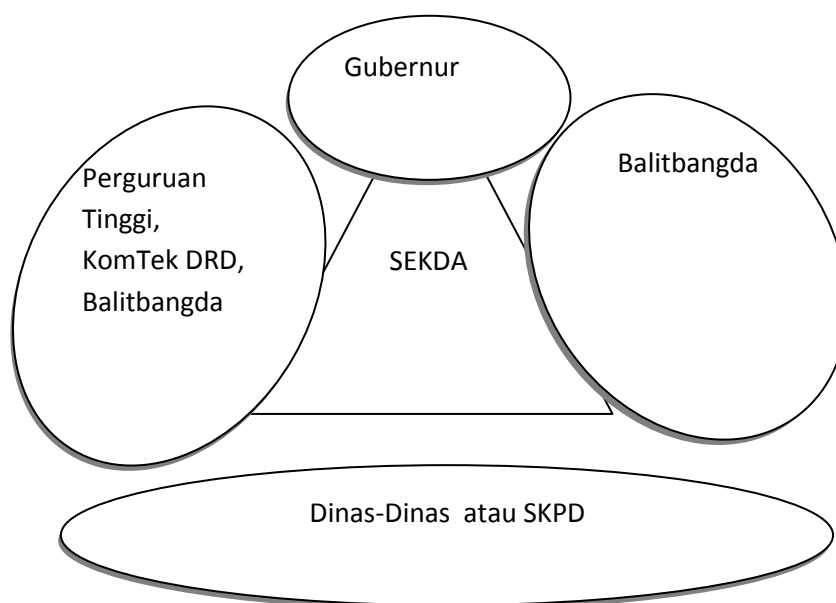 Gubernur
Perguruan
Tinggi,
KomTek DRD,
Balitbangda
Balitbangda
SEKDA
Dinas-Dinas atau SKPD